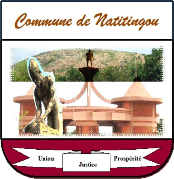 Commune de Natitingou
Union Prospérité
Justice